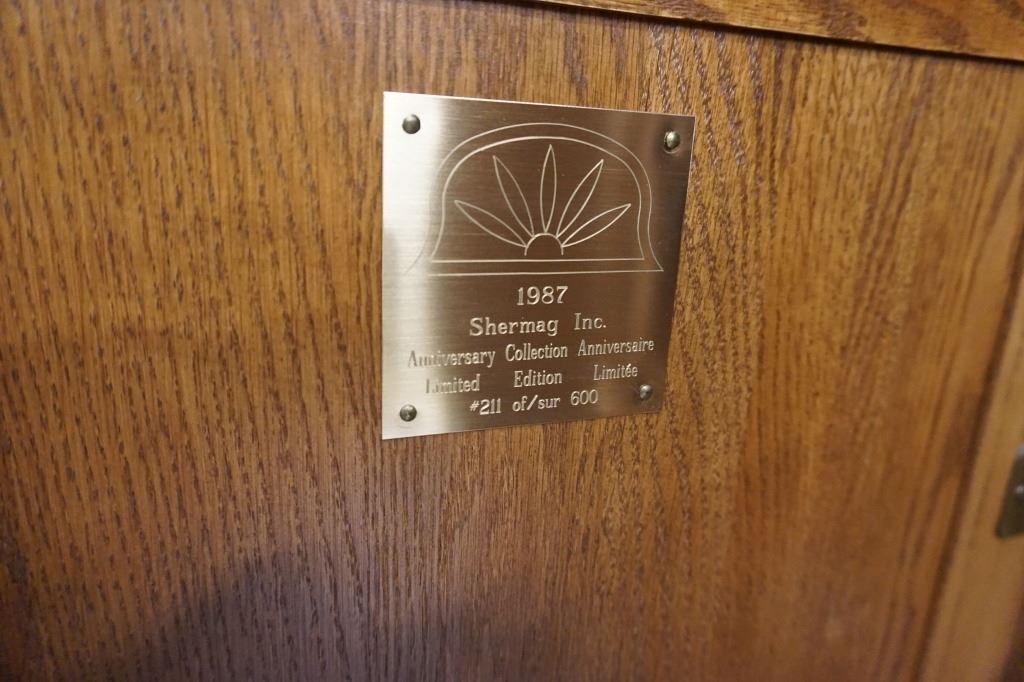 1987
Shermag Inc.
Anniversary Collection Anniversaire
Limited Edition Limitée
#211 of/sur 600